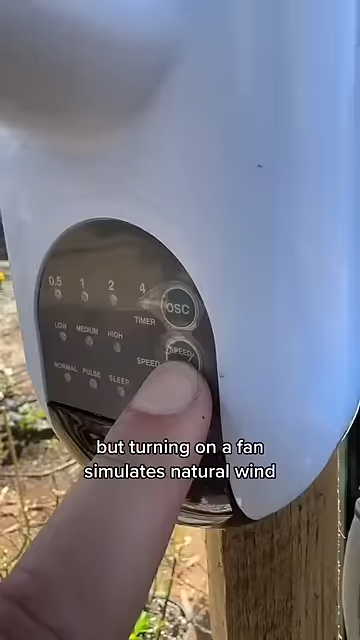 0.5 1 2 4
OSC
TIMER
LOW MEDIUM HIGH
SPEED
SPEED
NORMAL PULSE SLEEP
but turning on a fan
simulates natural wind